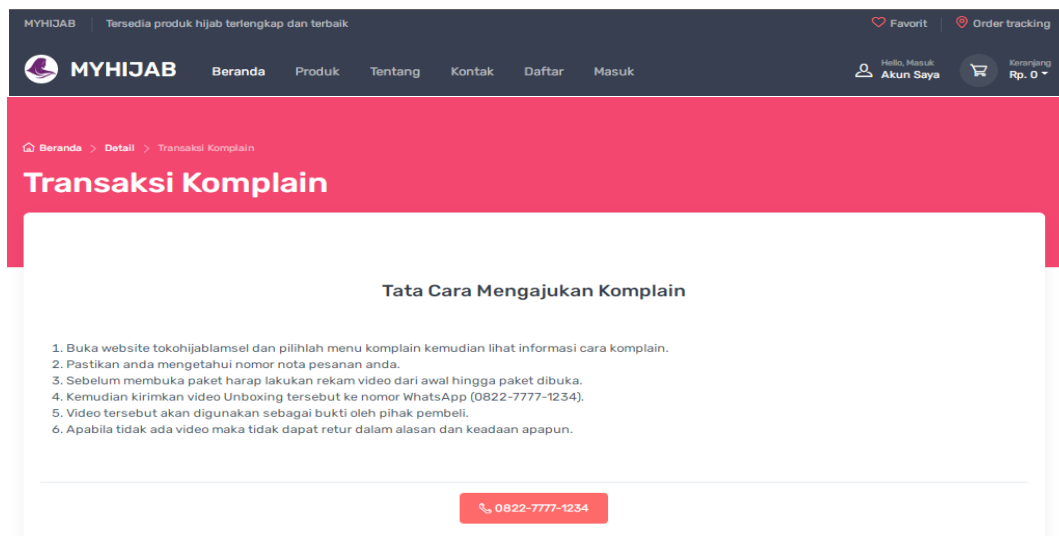 MYHIJAB Tersedia produk hijab terlengkap dan terbaik Favorit Order tracking
MYHIJAB Beranda Produk Tentang Kontak Daftar Masuk Hello, Masuk Akun Saya Keranjang Rp. 0
Beranda > Detail > Transaksi Komplain
Transaksi Komplain
Tata Cara Mengajukan Komplain
1. Buka website tokohijablamsel dan pilihlah menu komplain kemudian lihat informasi cara komplain.
2. Pastikan anda mengetahui nomor nota pesanan anda.
3. Sebelum membuka paket harap lakukan rekam video dari awal hingga paket dibuka.
4. Kemudian kirimkan video Unboxing tersebut ke nomor WhatsApp (0822-7777-1234).
5. Video tersebut akan digunakan sebagai bukti oleh pihak pembeli.
6. Apabila tidak ada video maka tidak dapat retur dalam alasan dan keadaan apapun.
0822-7777-1234